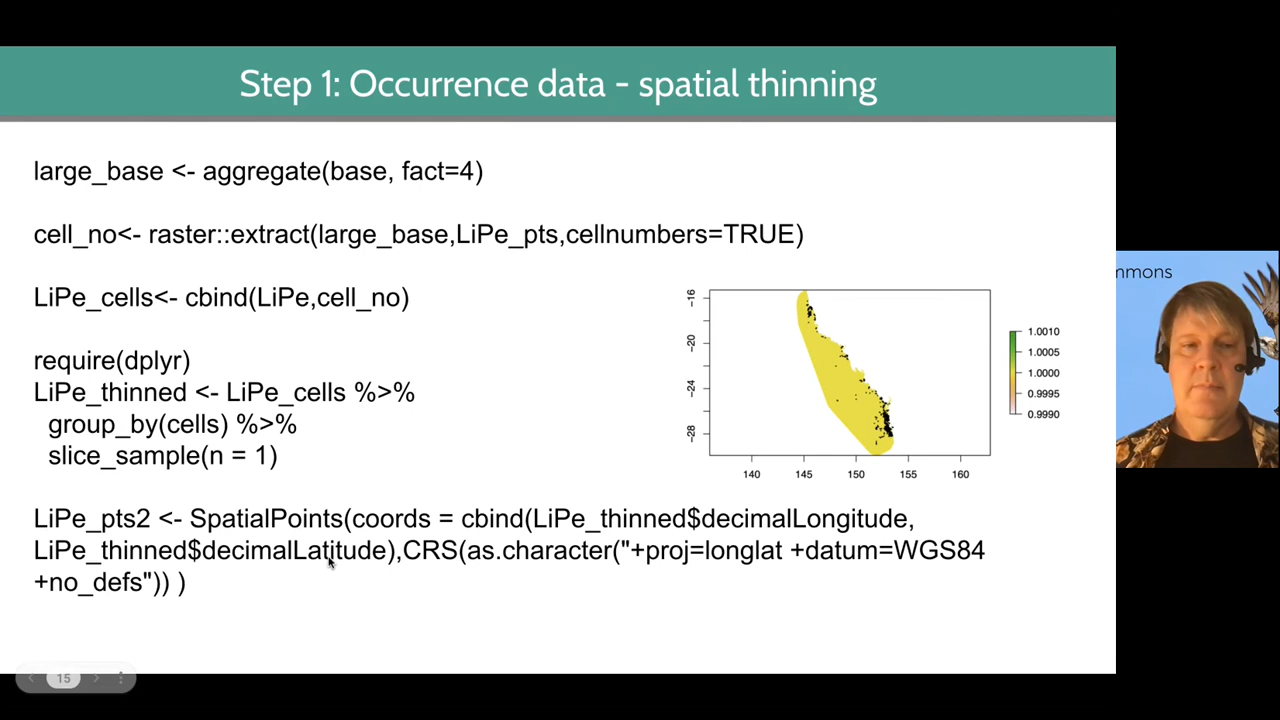 Step 1: Occurrence data - spatial thinning
large_base <- aggregate(base, fact=4)
cell_no<- raster::extract(large_base,LiPe_pts,cellnumbers=TRUE)
LiPe_cells<- cbind(LiPe,cell_no)
require(dplyr)
LiPe_thinned <- LiPe_cells %>%
group_by(cells) %>%
slice_sample(n = 1)
LiPe_pts2 <- SpatialPoints(coords = cbind(LiPe_thinned$decimalLongitude,
LiPe_thinned$decimalLatitude),CRS(as.character("+proj=longlat +datum=WGS84
+no_defs")) )
-16
-20
-24
-28
140 145 150 155 160
1.0010
1.0005
1.0000
0.9995
0.9990
mmons
15